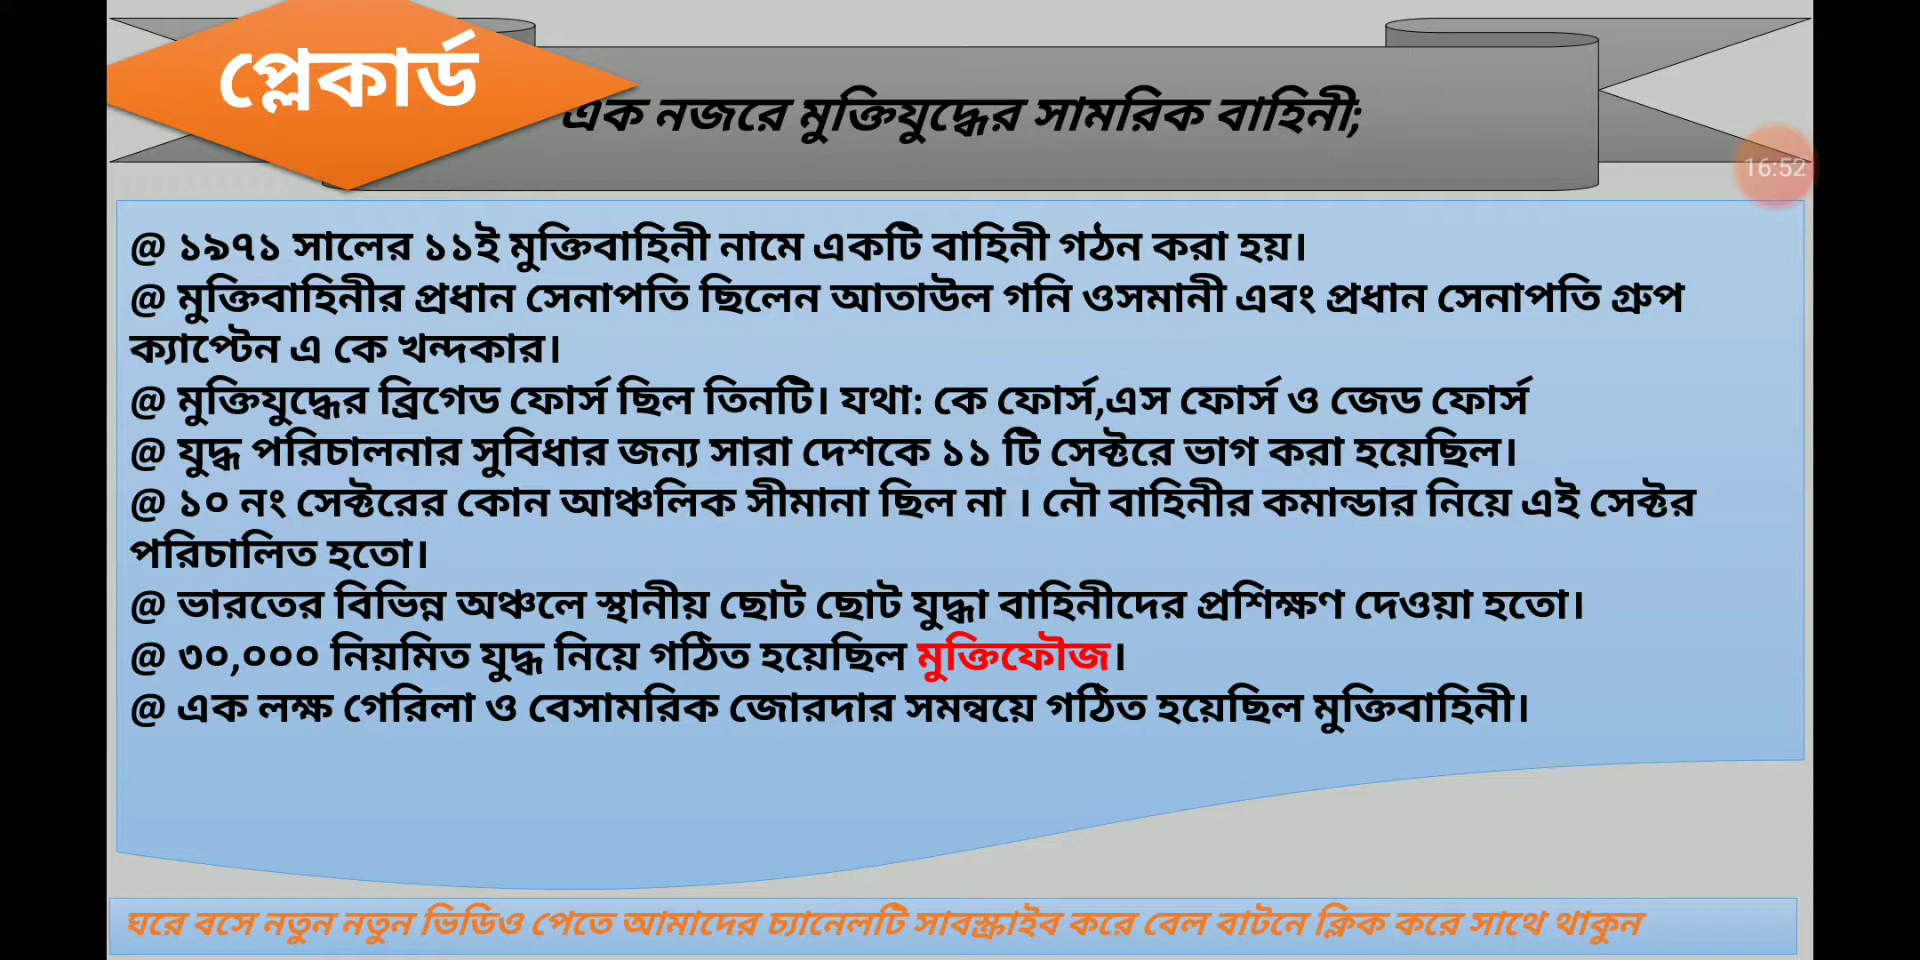 প্লেকার্ড
এক নজরে মুক্তিযুদ্ধের সামরিক বাহিনী;
16:52
@ ১৯৭১ সালের ১১ই মুক্তিবাহিনী নামে একটি বাহিনী গঠন করা হয়।
@ মুক্তিবাহিনীর প্রধান সেনাপতি ছিলেন আতাউল গনি ওসমানী এবং প্রধান সেনাপতি গ্রুপ
ক্যাপ্টেন এ কে খন্দকার।
@ মুক্তিযুদ্ধের ব্রিগেড ফোর্স ছিল তিনটি। যথা: কে ফোর্স,এস ফোর্স ও জেড ফোর্স
@ যুদ্ধ পরিচালনার সুবিধার জন্য সারা দেশকে ১১ টি সেক্টরে ভাগ করা হয়েছিল।
@ ১০ নং সেক্টরের কোন আঞ্চলিক সীমানা ছিল না । নৌ বাহিনীর কমান্ডার নিয়ে এই সেক্টর
পরিচালিত হতো।
@ ভারতের বিভিন্ন অঞ্চলে স্থানীয় ছোট ছোট যুদ্ধা বাহিনীদের প্রশিক্ষণ দেওয়া হতো।
@ ৩০,০০০ নিয়মিত যুদ্ধ নিয়ে গঠিত হয়েছিল মুক্তিফৌজ।
@ এক লক্ষ গেরিলা ও বেসামরিক জোরদার সমন্বয়ে গঠিত হয়েছিল মুক্তিবাহিনী।
ঘরে বসে নতুন নতুন ভিডিও পেতে আমাদের চ্যানেলটি সাবস্ক্রাইব করে বেল বাটনে ক্লিক করে সাথে থাকুন